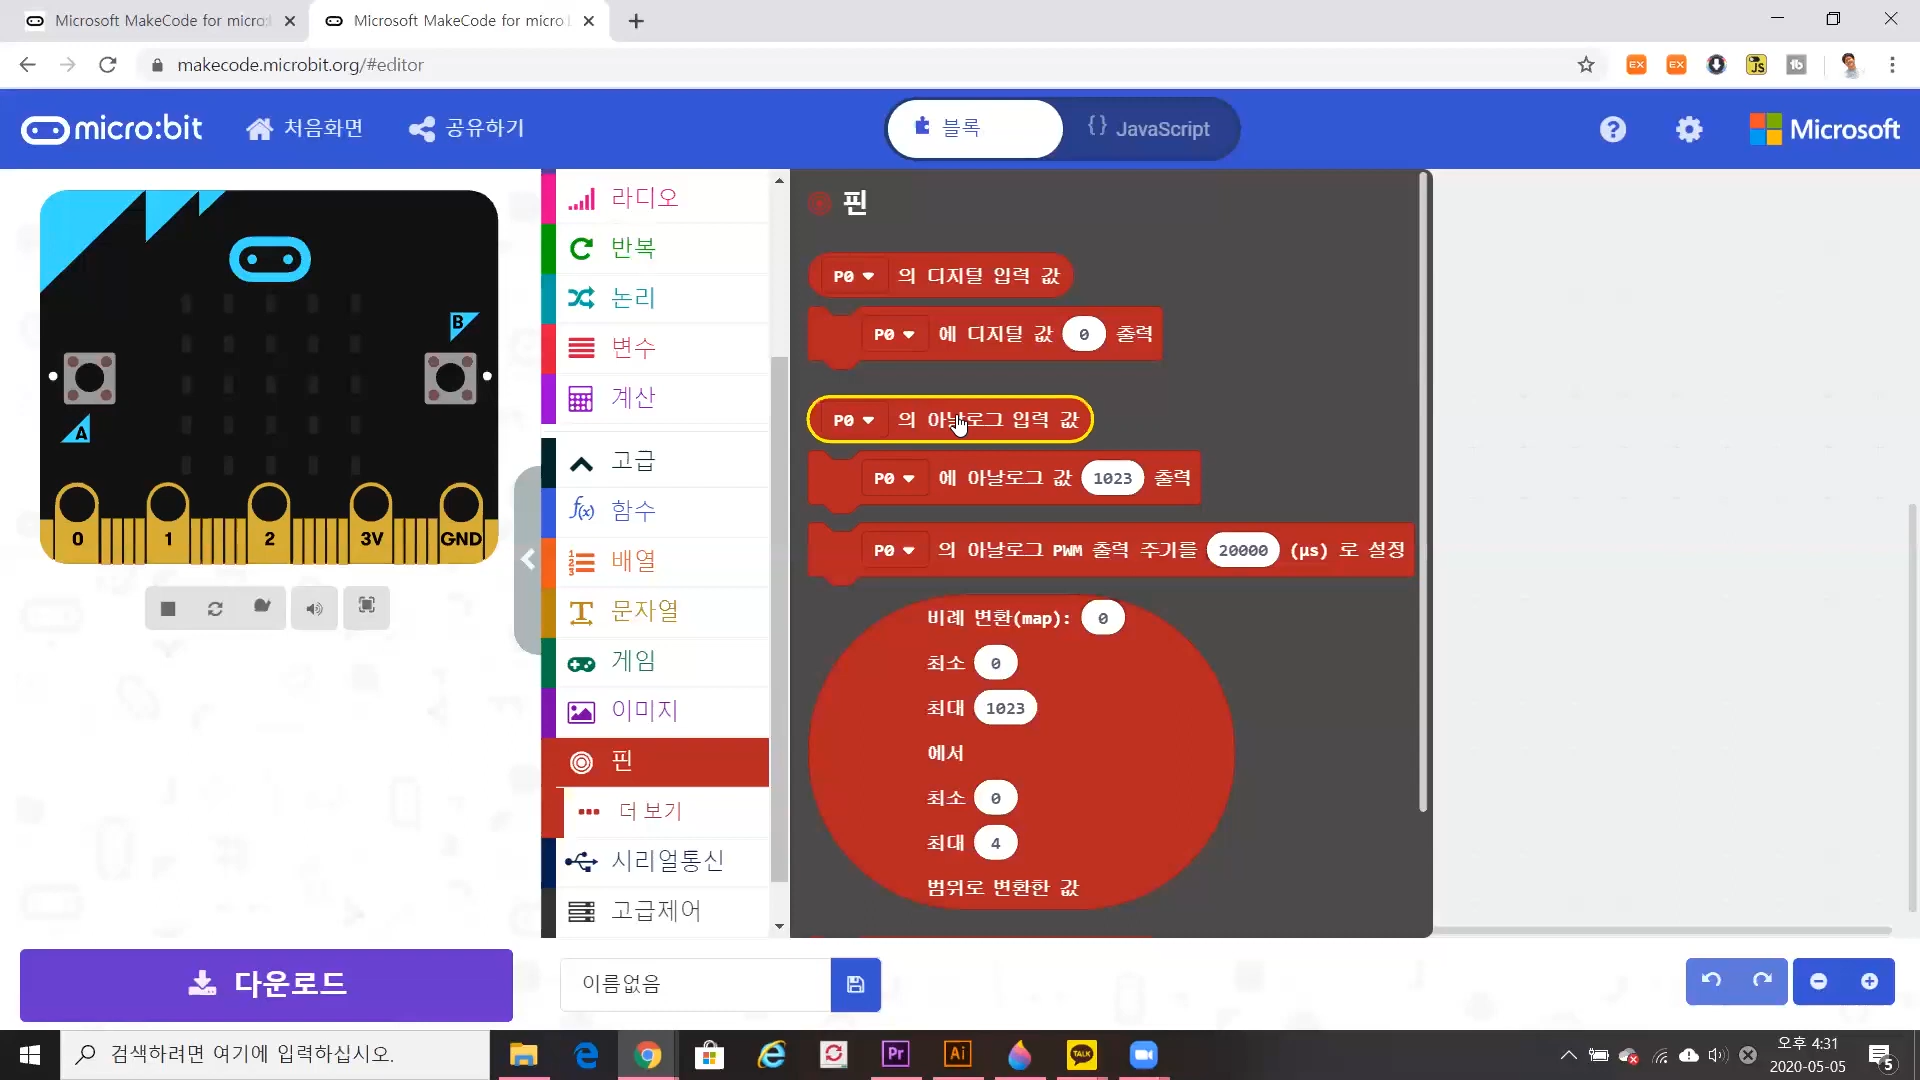 Microsoft MakeCode for micro:
Microsoft MakeCode for micro
makecode.microbit.org/#editor
micro:bit
처음화면
공유하기
블록
{} JavaScript
Microsoft
라디오
반복
논리
변수
계산
고급
함수
배열
문자열
게임
이미지
핀
더 보기
시리얼통신
고급제어
핀
P0 의 디지털 입력 값
P0 에 디지털 값 0 출력
P0 의 아날로그 입력 값
P0 에 아날로그 값 1023 출력
P0 의 아날로그 PWM 출력 주기를 20000 (µs) 로 설정
비례 변환(map): 0
최소 0
최대 1023
에서
최소 0
최대 4
범위로 변환한 값
A
B
0 1 2 3V GND
다운로드
이름없음
검색하려면 여기에 입력하십시오.
Pr
Ai
TALK
오후 4:31
2020-05-05
5
EX
EX
JS
tb